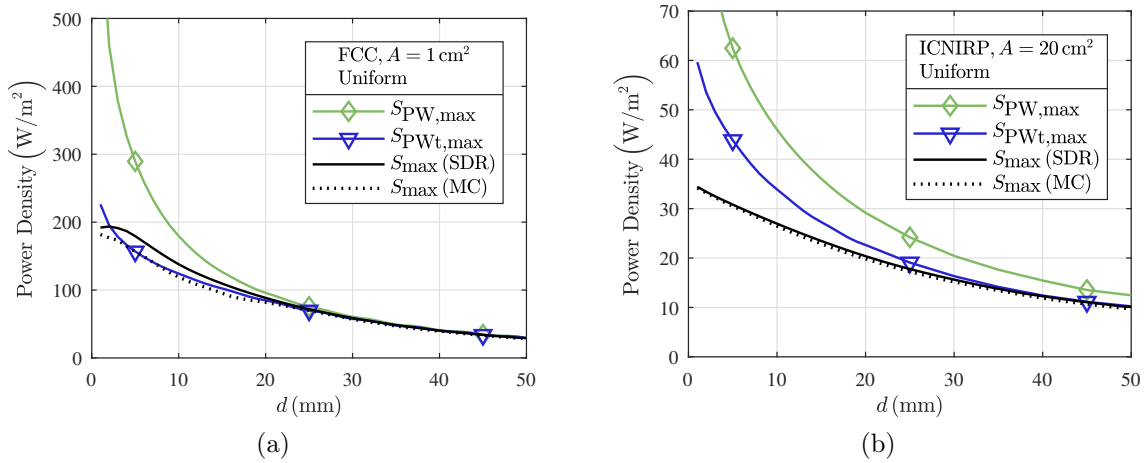 500
400
300
200
100
0
Power Density (W/m²)
FCC, A = 1 cm²
Uniform
S_PW,max
S_PWt,max
S_max (SDR)
S_max (MC)
0 10 20 30 40 50
d (mm)
(a)
70
60
50
40
30
20
10
0
Power Density (W/m²)
ICNIRP, A = 20 cm²
Uniform
S_PW,max
S_PWt,max
S_max (SDR)
S_max (MC)
0 10 20 30 40 50
d (mm)
(b)